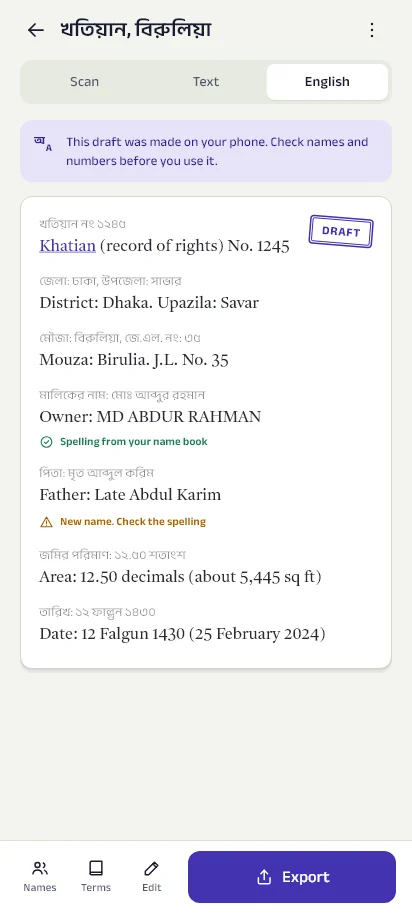 খতিয়ান, বিরুলিয়া
Scan
Text
English
অ
A
This draft was made on your phone. Check names and
numbers before you use it.
খতিয়ান নং ১২৪৫
DRAFT
Khatian (record of rights) No. 1245
জেলা: ঢাকা, উপজেলা: সাভার
District: Dhaka. Upazila: Savar
মৌজা: বিরুলিয়া, জে.এল. নং: ৩৫
Mouza: Birulia. J.L. No. 35
মালিকের নাম: মোঃ আব্দুর রহমান
Owner: MD ABDUR RAHMAN
Spelling from your name book
পিতা: মৃত আব্দুল করিম
Father: Late Abdul Karim
New name. Check the spelling
জমির পরিমাণ: ১২.৫০ শতাংশ
Area: 12.50 decimals (about 5,445 sq ft)
তারিখ: ১২ ফাল্গুন ১৪৩০
Date: 12 Falgun 1430 (25 February 2024)
Names
Terms
Edit
Export